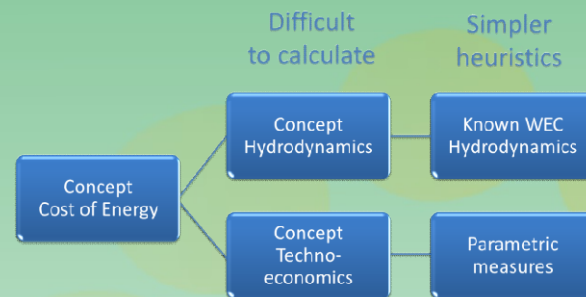 Difficult
to calculate
Simpler
heuristics
Concept
Hydrodynamics
Known WEC
Hydrodynamics
Concept
Cost of Energy
Concept
Techno-
economics
Parametric
measures